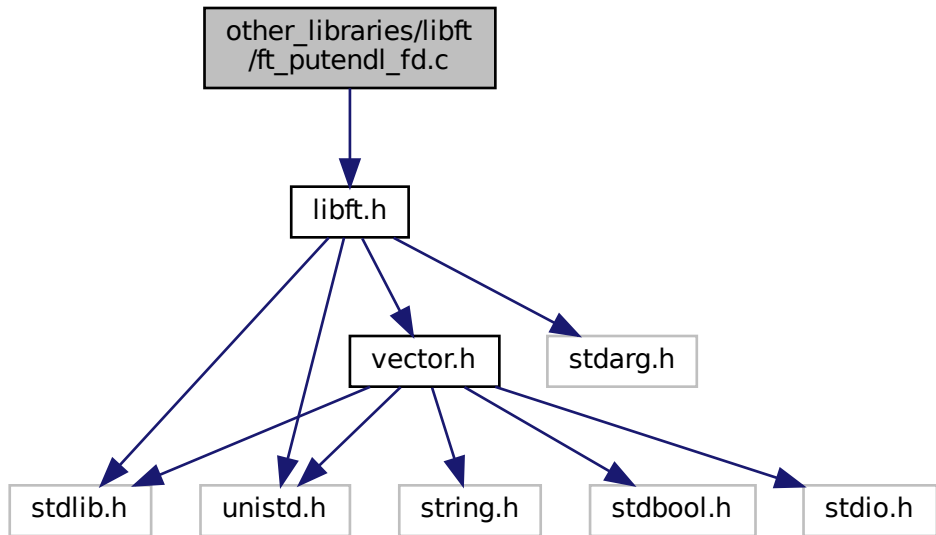 other_libraries/libft
/ft_putendl_fd.c
libft.h
vector.h
stdarg.h
stdlib.h
unistd.h
string.h
stdbool.h
stdio.h